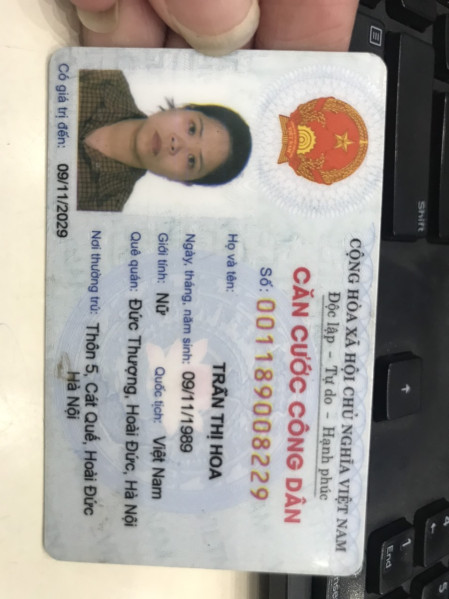 CỘNG HÒA XÃ HỘI CHỦ NGHĨA VIỆT NAM
Độc lập - Tự do - Hạnh phúc
CĂN CƯỚC CÔNG DÂN
Số: 001189008229
Họ và tên:
TRẦN THỊ HOA
Ngày, tháng, năm sinh: 09/11/1989
Giới tính: Nữ Quốc tịch: Việt Nam
Quê quán: Đức Thượng, Hoài Đức, Hà Nội
Nơi thường trú: Thôn 5, Cát Quế, Hoài Đức
Hà Nội
Có giá trị đến: 09/11/2029
Shift
1
End